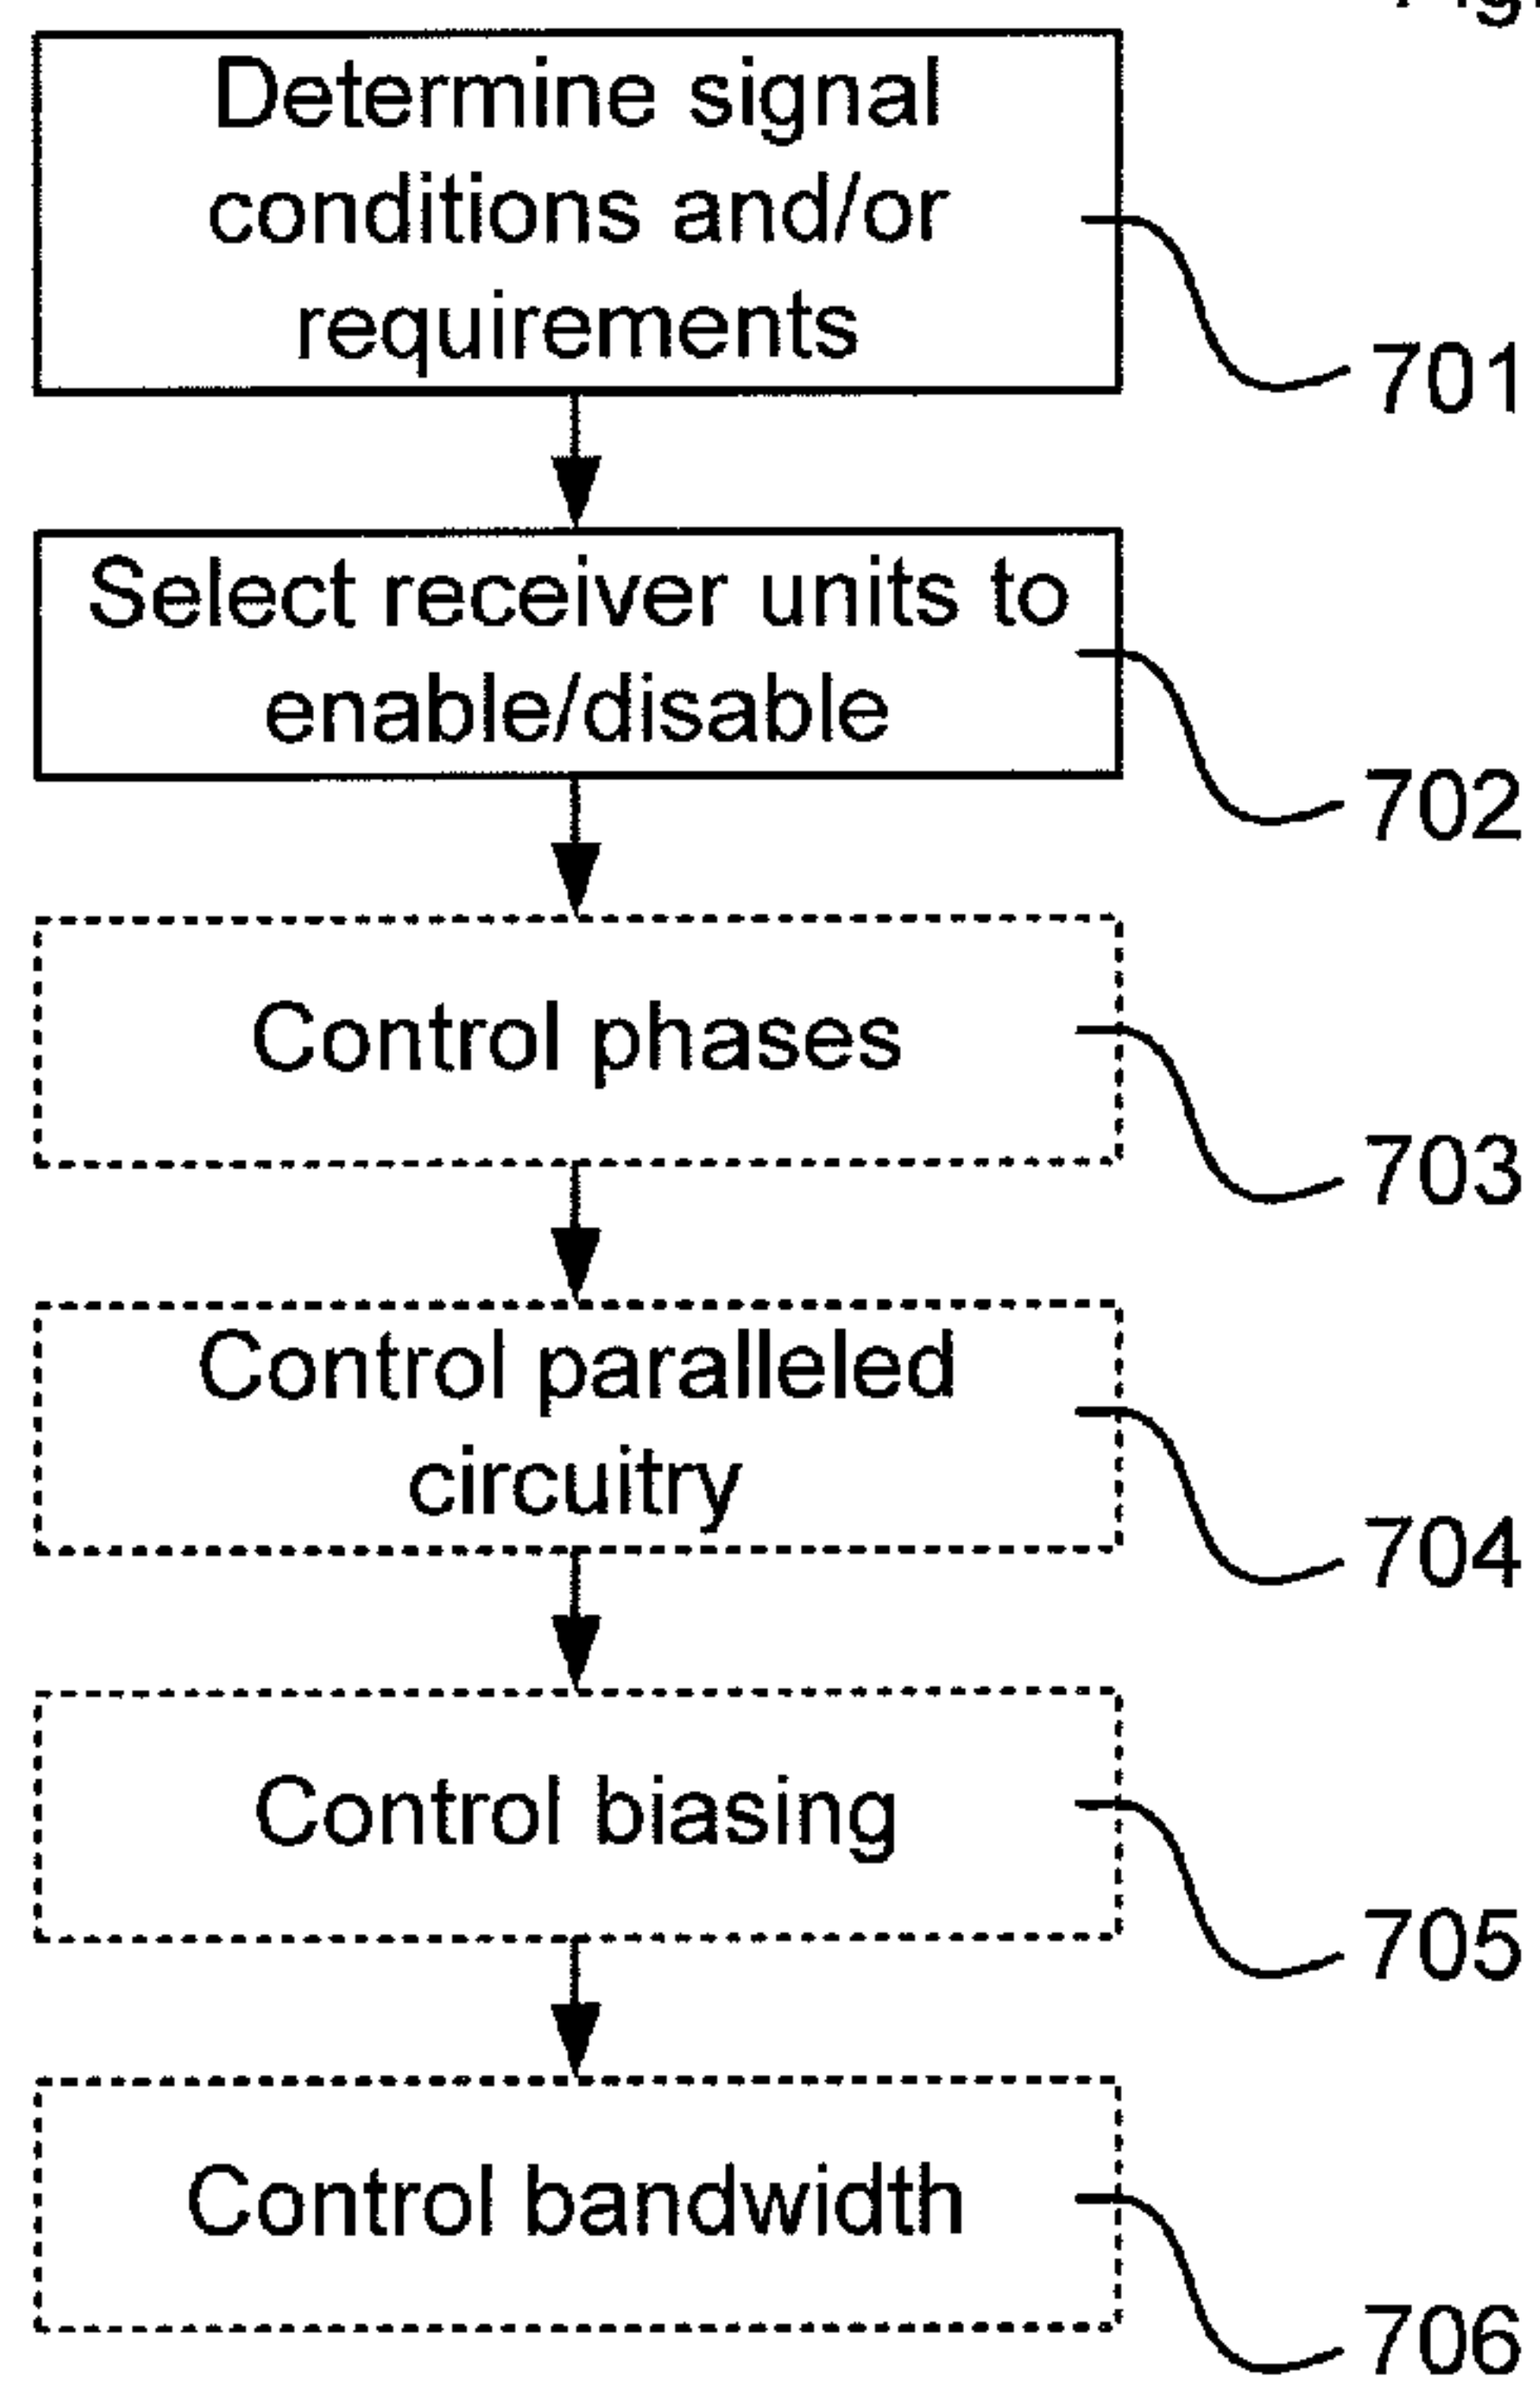 Determine signal
conditions and/or
requirements
701
Select receiver units to
enable/disable
702
Control phases
703
Control paralleled
circuitry
704
Control biasing
705
Control bandwidth
706